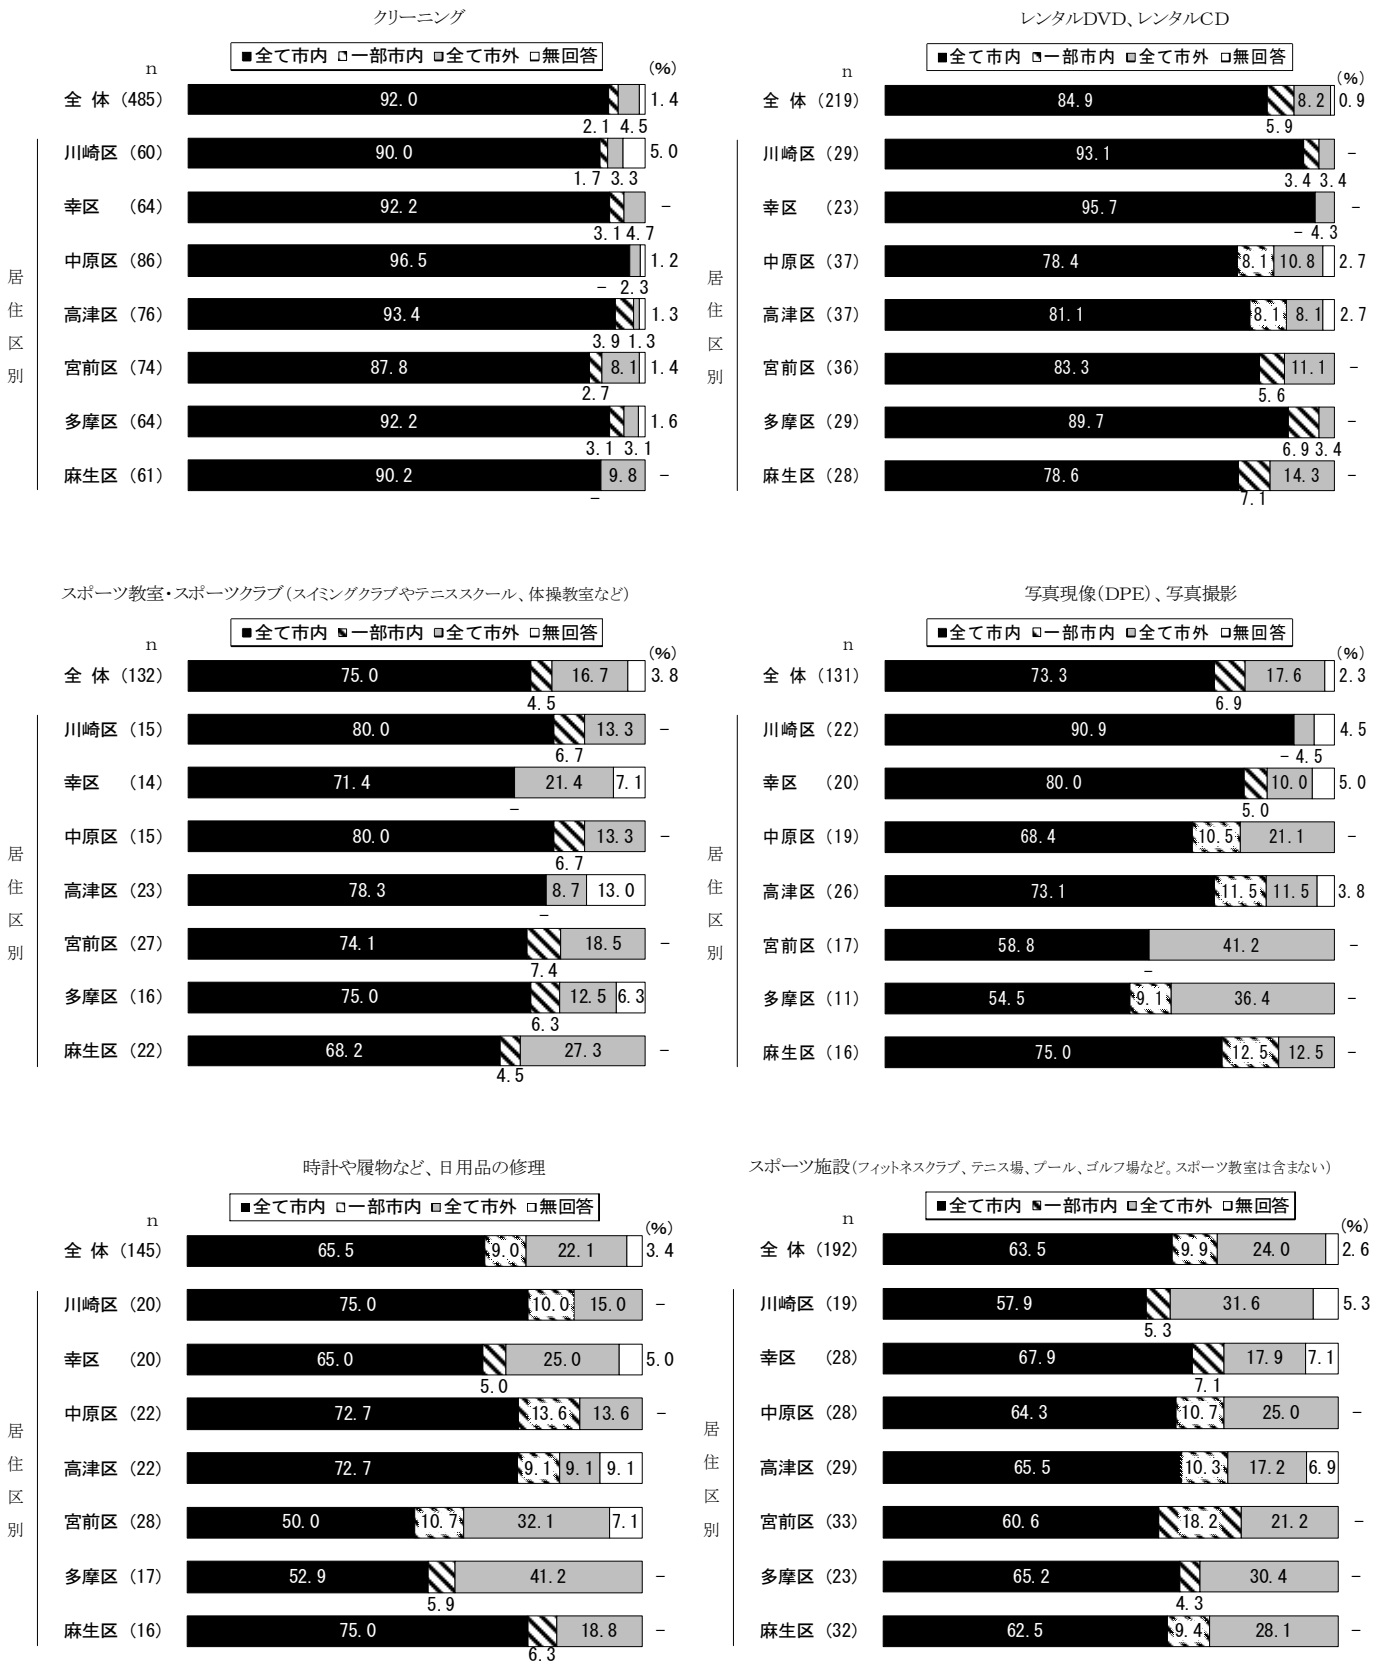 クリーニング
■全て市内 □一部市内 □全て市外 □無回答
n
(%)
全 体 (485) 92.0 2.1 4.5 1.4
居住区別
川崎区 (60) 90.0 1.7 3.3 5.0
幸区 (64) 92.2 3.1 4.7 -
中原区 (86) 96.5 - 2.3 1.2
高津区 (76) 93.4 3.9 1.3 1.3
宮前区 (74) 87.8 2.7 8.1 1.4
多摩区 (64) 92.2 3.1 3.1 1.6
麻生区 (61) 90.2 - 9.8 -
レンタルDVD、レンタルCD
■全て市内 □一部市内 □全て市外 □無回答
n
(%)
全 体 (219) 84.9 5.9 8.2 0.9
居住区別
川崎区 (29) 93.1 3.4 3.4 -
幸区 (23) 95.7 - 4.3 -
中原区 (37) 78.4 8.1 10.8 2.7
高津区 (37) 81.1 8.1 8.1 2.7
宮前区 (36) 83.3 5.6 11.1 -
多摩区 (29) 89.7 6.9 3.4 -
麻生区 (28) 78.6 7.1 14.3 -
スポーツ教室・スポーツクラブ(スイミングクラブやテニススクール、体操教室など)
■全て市内 □一部市内 □全て市外 □無回答
n
(%)
全 体 (132) 75.0 4.5 16.7 3.8
居住区別
川崎区 (15) 80.0 6.7 13.3 -
幸区 (14) 71.4 - 21.4 7.1
中原区 (15) 80.0 6.7 13.3 -
高津区 (23) 78.3 - 8.7 13.0
宮前区 (27) 74.1 7.4 18.5 -
多摩区 (16) 75.0 6.3 12.5 6.3
麻生区 (22) 68.2 4.5 27.3 -
写真現像(DPE)、写真撮影
■全て市内 □一部市内 □全て市外 □無回答
n
(%)
全 体 (131) 73.3 6.9 17.6 2.3
居住区別
川崎区 (22) 90.9 - 4.5 4.5
幸区 (20) 80.0 5.0 10.0 5.0
中原区 (19) 68.4 10.5 21.1 -
高津区 (26) 73.1 11.5 11.5 3.8
宮前区 (17) 58.8 - 41.2 -
多摩区 (11) 54.5 9.1 36.4 -
麻生区 (16) 75.0 12.5 12.5 -
時計や履物など、日用品の修理
■全て市内 □一部市内 □全て市外 □無回答
n
(%)
全 体 (145) 65.5 9.0 22.1 3.4
居住区別
川崎区 (20) 75.0 10.0 15.0 -
幸区 (20) 65.0 5.0 25.0 5.0
中原区 (22) 72.7 13.6 13.6 -
高津区 (22) 72.7 9.1 9.1 9.1
宮前区 (28) 50.0 10.7 32.1 7.1
多摩区 (17) 52.9 5.9 41.2 -
麻生区 (16) 75.0 6.3 18.8 -
スポーツ施設(フィットネスクラブ、テニス場、プール、ゴルフ場など。スポーツ教室は含まない)
■全て市内 □一部市内 □全て市外 □無回答
n
(%)
全 体 (192) 63.5 9.9 24.0 2.6
居住区別
川崎区 (19) 57.9 5.3 31.6 5.3
幸区 (28) 67.9 7.1 17.9 7.1
中原区 (28) 64.3 10.7 25.0 -
高津区 (29) 65.5 10.3 17.2 6.9
宮前区 (33) 60.6 18.2 21.2 -
多摩区 (23) 65.2 4.3 30.4 -
麻生区 (32) 62.5 9.4 28.1 -